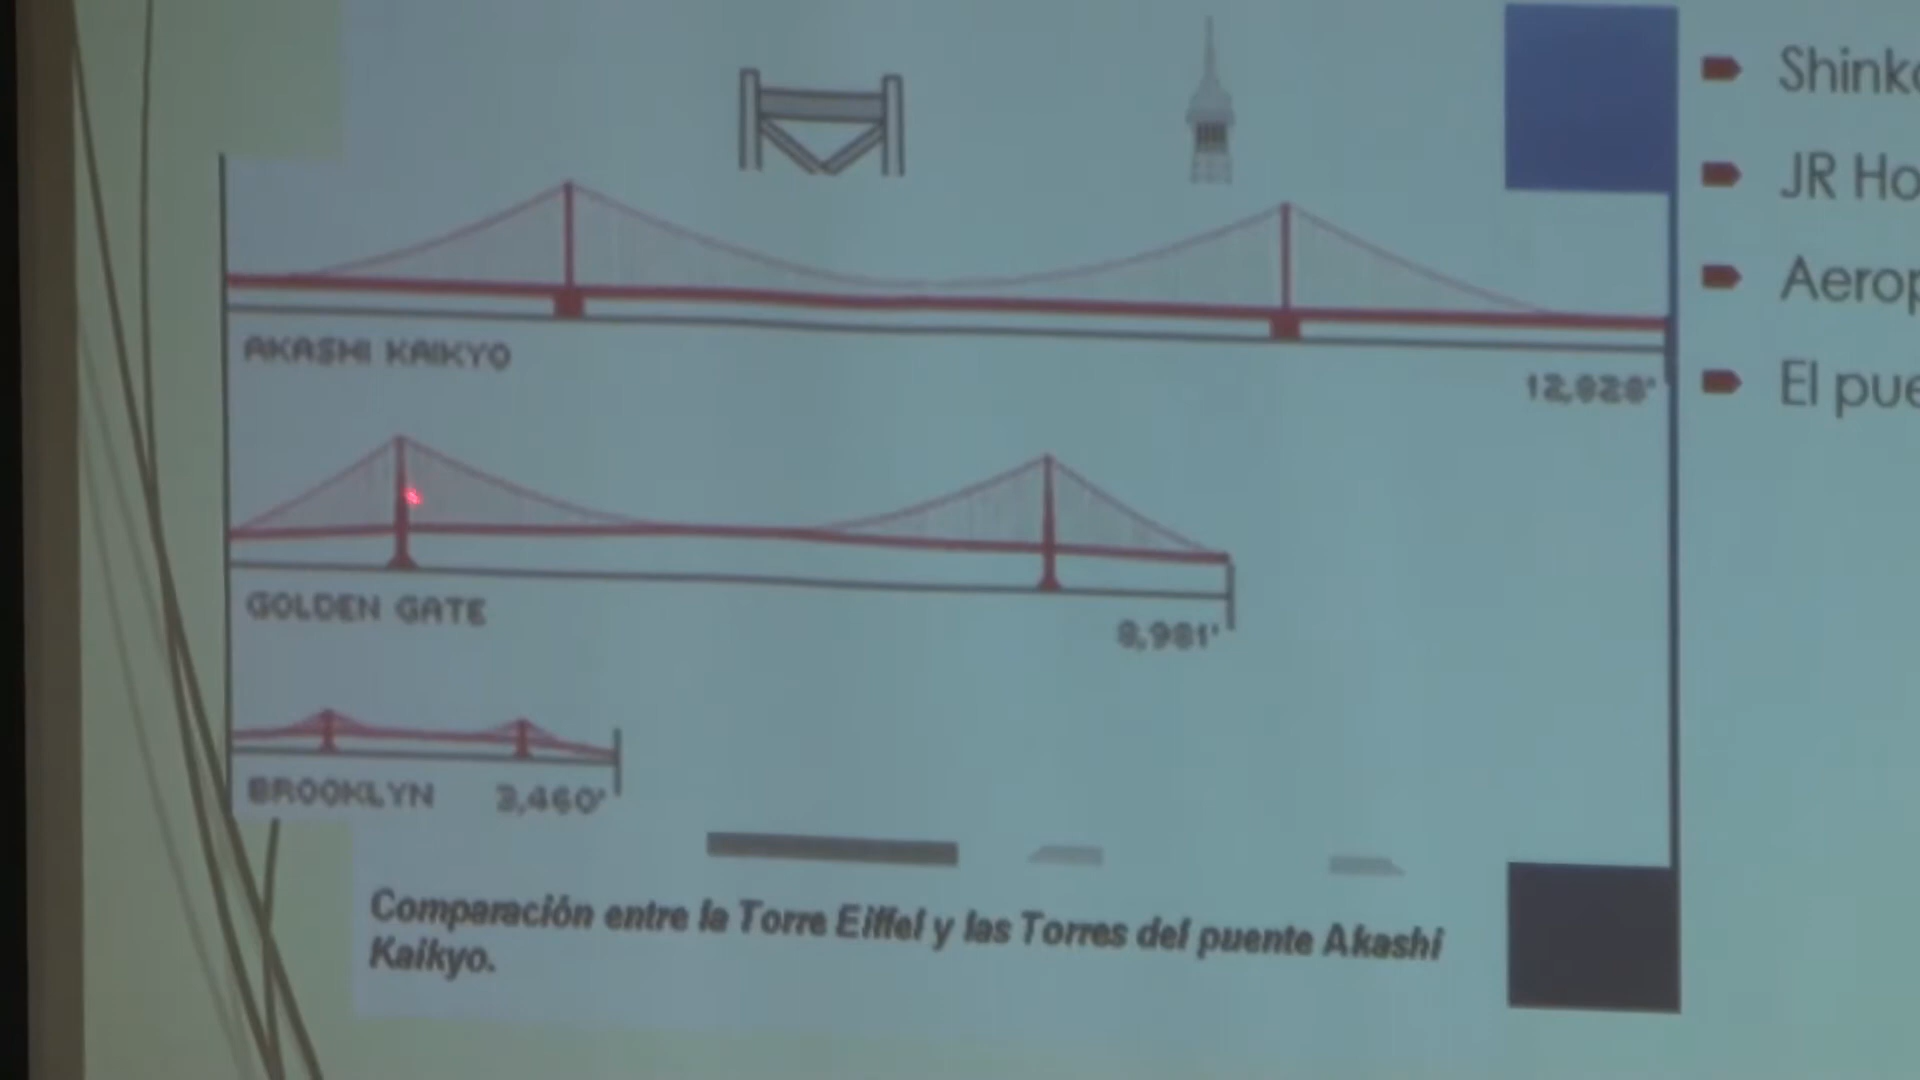 AKASHI KAIKYO
12,828'
GOLDEN GATE
8,981'
BROOKLYN 3,460'
Comparación entre la Torre Eiffel y las Torres del puente Akashi
Kaikyo.
JR Ho
Aerop
El pue